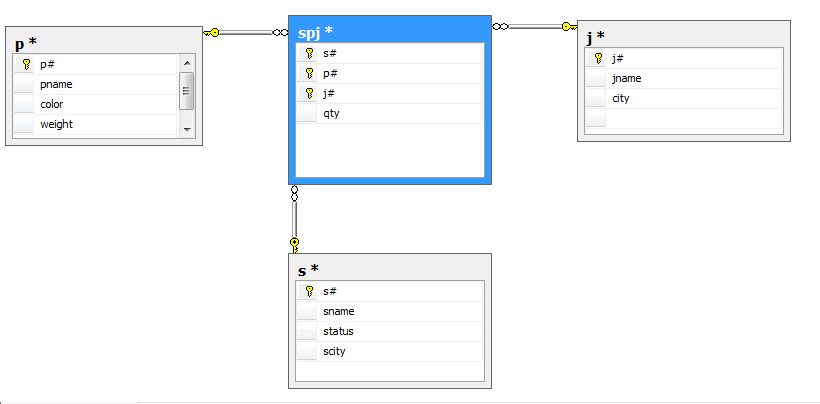 p *
p#
pname
color
weight
spj *
s#
p#
j#
qty
j *
j#
jname
city
s *
s#
sname
status
scity